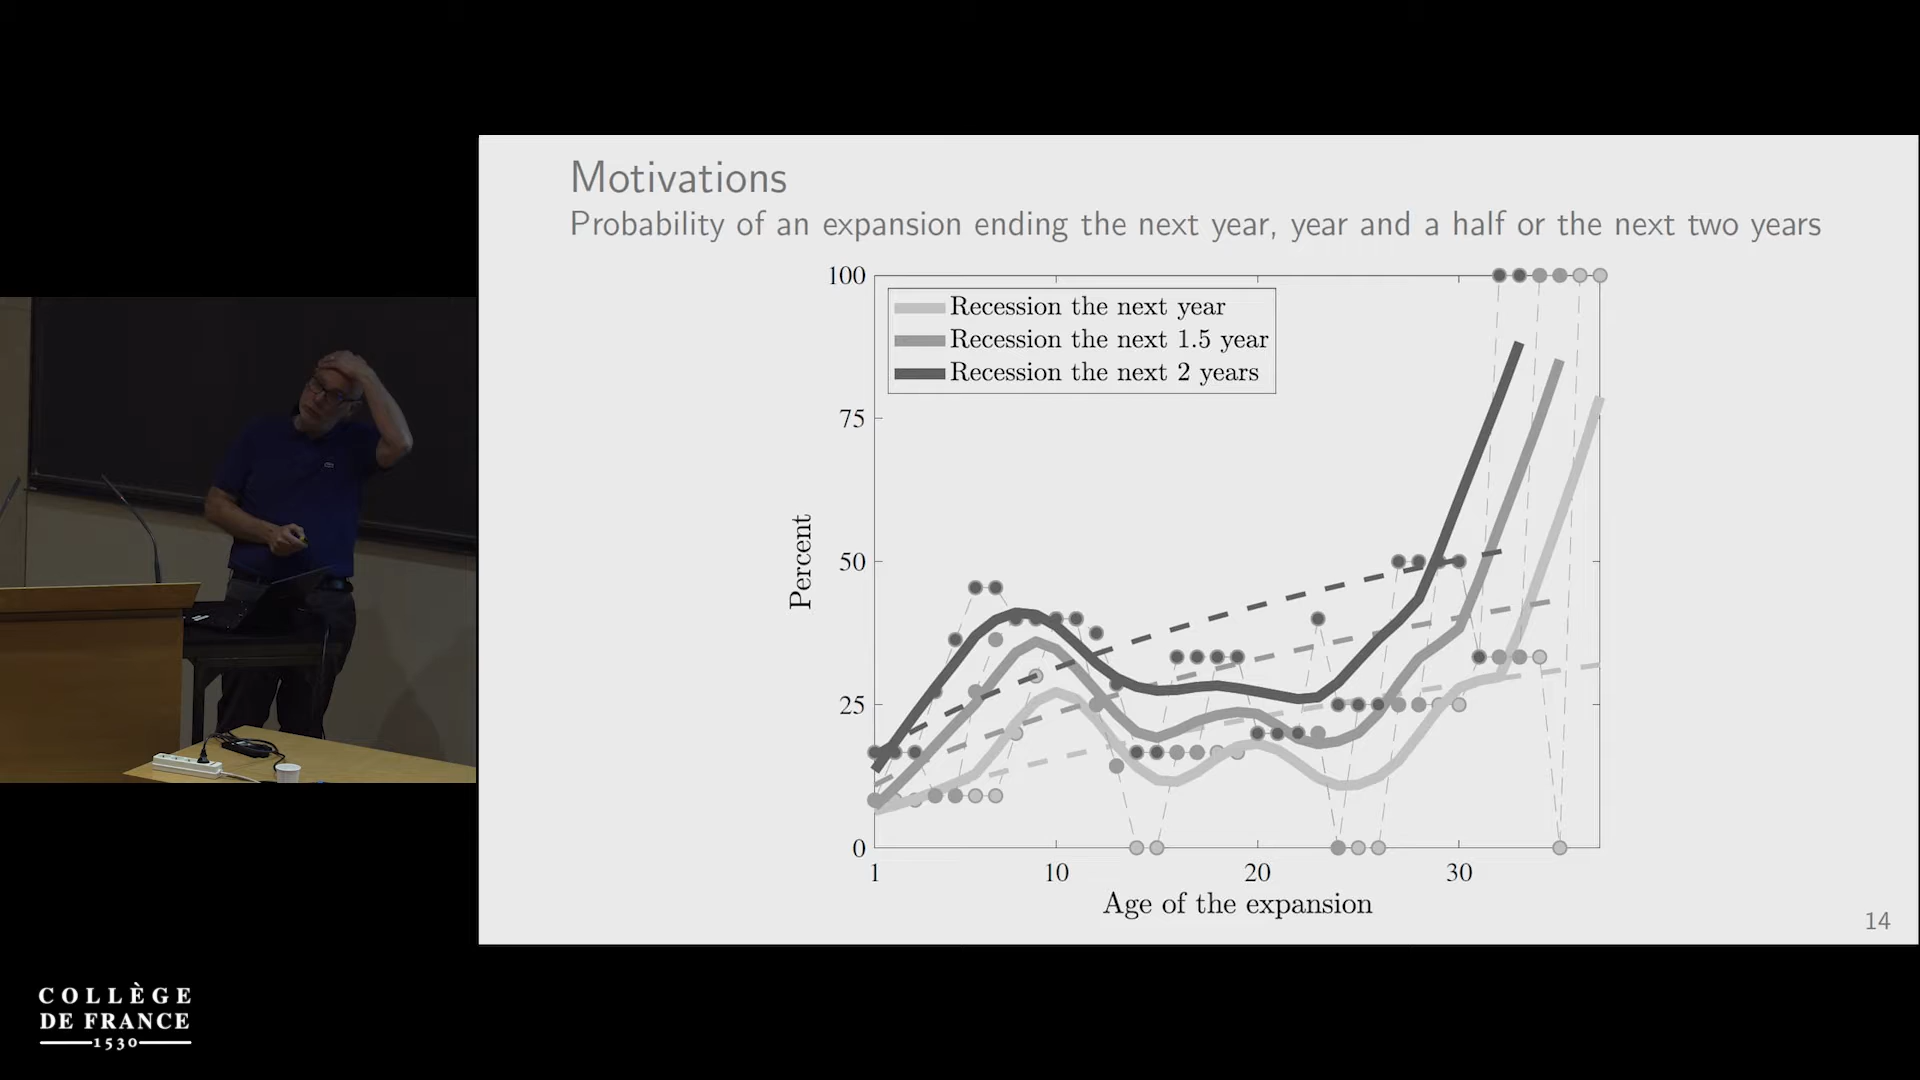 Motivations
Probability of an expansion ending the next year, year and a half or the next two years
100
75
50
25
0
Percent
Recession the next year
Recession the next 1.5 year
Recession the next 2 years
1 10 20 30
Age of the expansion
14
COLLÈGE
DE FRANCE
1530